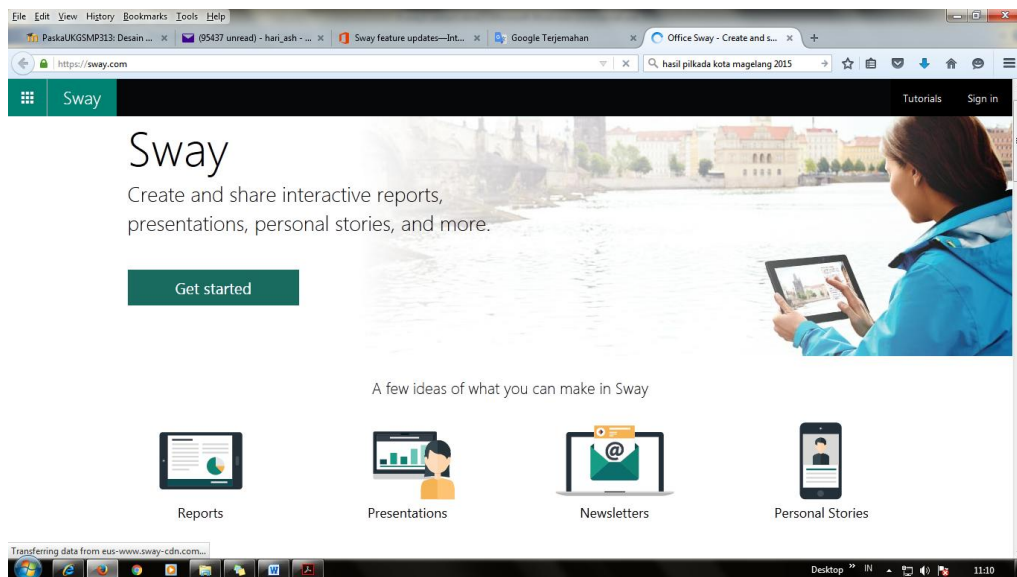 File Edit View History Bookmarks Tools Help
PaskaUKGSMP313: Desain ... × (95437 unread) - hari_ash - ... × Sway feature updates—Int... × Google Terjemahan × Office Sway - Create and s... × +
https://sway.com hasil pilkada kota magelang 2015
Sway Tutorials Sign in
Sway
Create and share interactive reports,
presentations, personal stories, and more.
Get started
A few ideas of what you can make in Sway
@
Reports Presentations Newsletters Personal Stories
Transferring data from eus-www.sway-cdn.com...
Desktop » IN 11:10